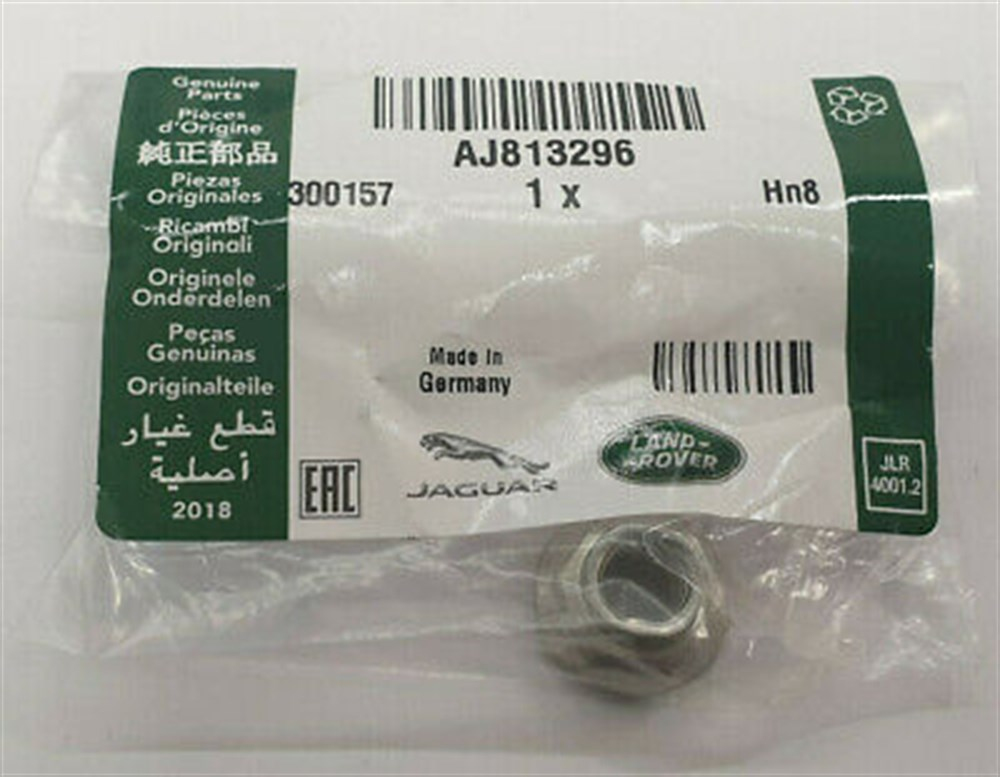 Genuine
Parts
Pièces
d'Origine
純正部品
Piezas
Originales
Ricambi
Originali
Originele
Onderdelen
Peças
Genuinas
Originalteile
قطع غيار
أصلية
2018
AJ813296
300157
1 x
Hn8
Made In
Germany
EAC
JAGUAR
LAND-
-ROVER
JLR
4001.2